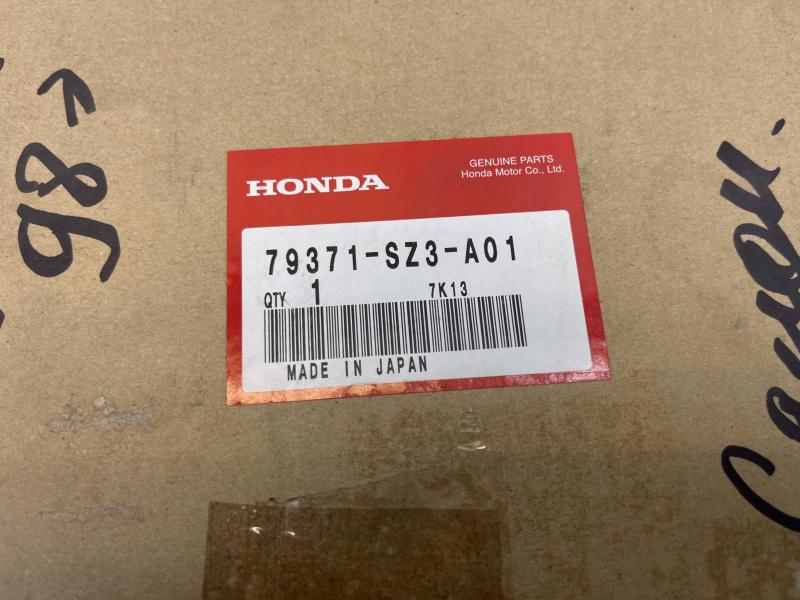 98→
HONDA
GENUINE PARTS
Honda Motor Co., Ltd.
79371-SZ3-A01
QTY 1 7K13
MADE IN JAPAN